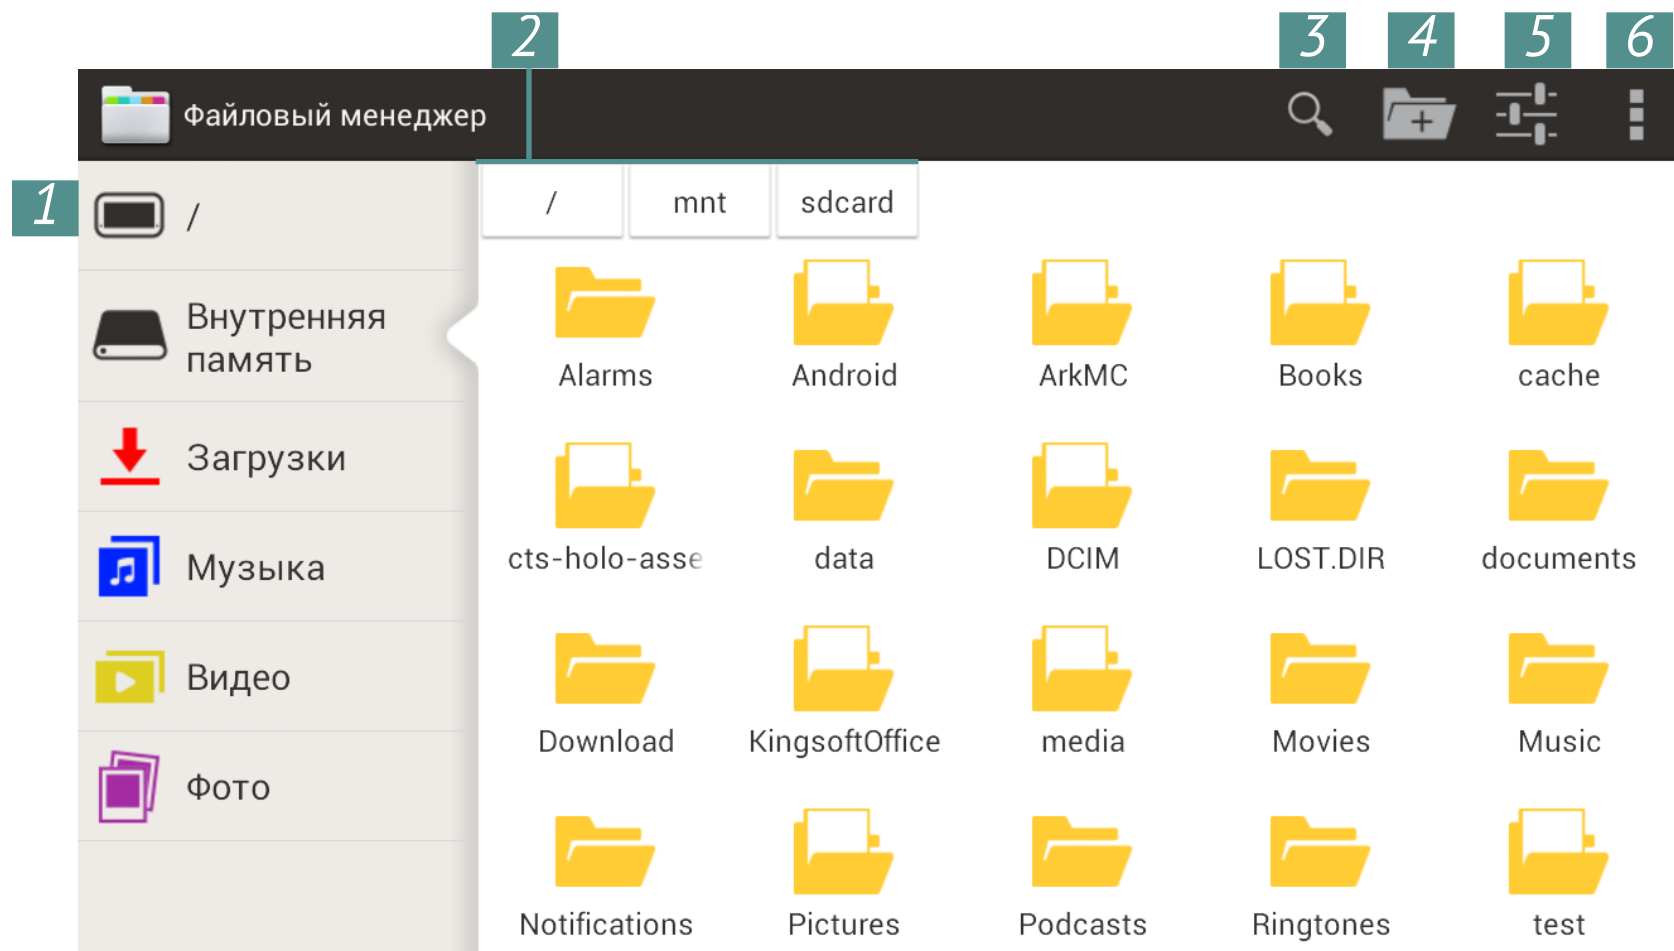 2
3
4
5
6
Файловый менеджер
1
/
Внутренняя
память
Загрузки
Музыка
Видео
Фото
/ mnt sdcard
Alarms Android ArkMC Books cache
cts-holo-asse data DCIM LOST.DIR documents
Download KingsoftOffice media Movies Music
Notifications Pictures Podcasts Ringtones test